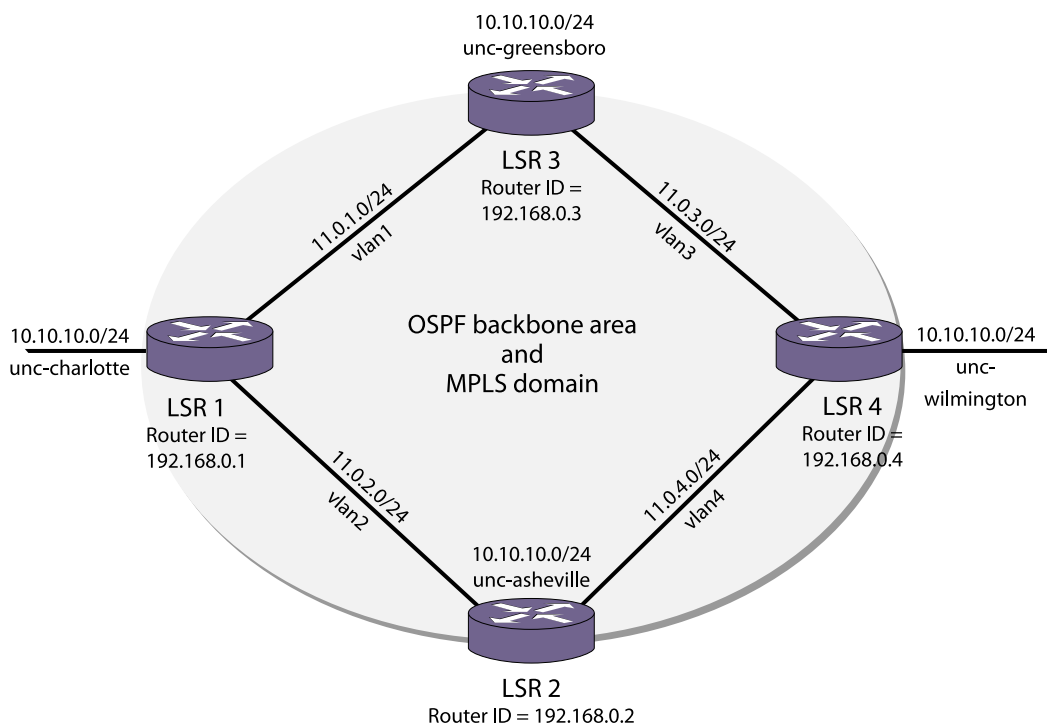 10.10.10.0/24
unc-greensboro
LSR 3
Router ID =
192.168.0.3
11.0.1.0/24
vlan1
11.0.3.0/24
vlan3
OSPF backbone area
and
MPLS domain
10.10.10.0/24
unc-charlotte
LSR 1
Router ID =
192.168.0.1
10.10.10.0/24
unc-
wilmington
LSR 4
Router ID =
192.168.0.4
11.0.2.0/24
vlan2
11.0.4.0/24
vlan4
10.10.10.0/24
unc-asheville
LSR 2
Router ID = 192.168.0.2